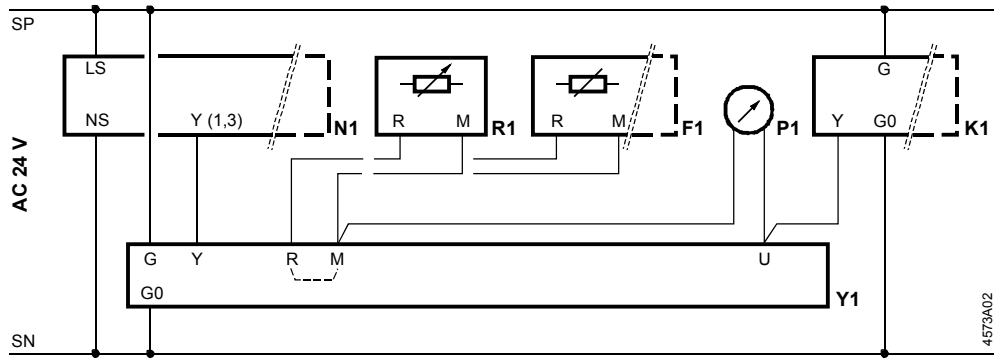 SP
LS
G
NS
Y (1,3)
N1
R
M
R1
R
M
F1
P1
Y
G0
K1
AC 24 V
G
Y
R
M
U
G0
Y1
SN
4573A02